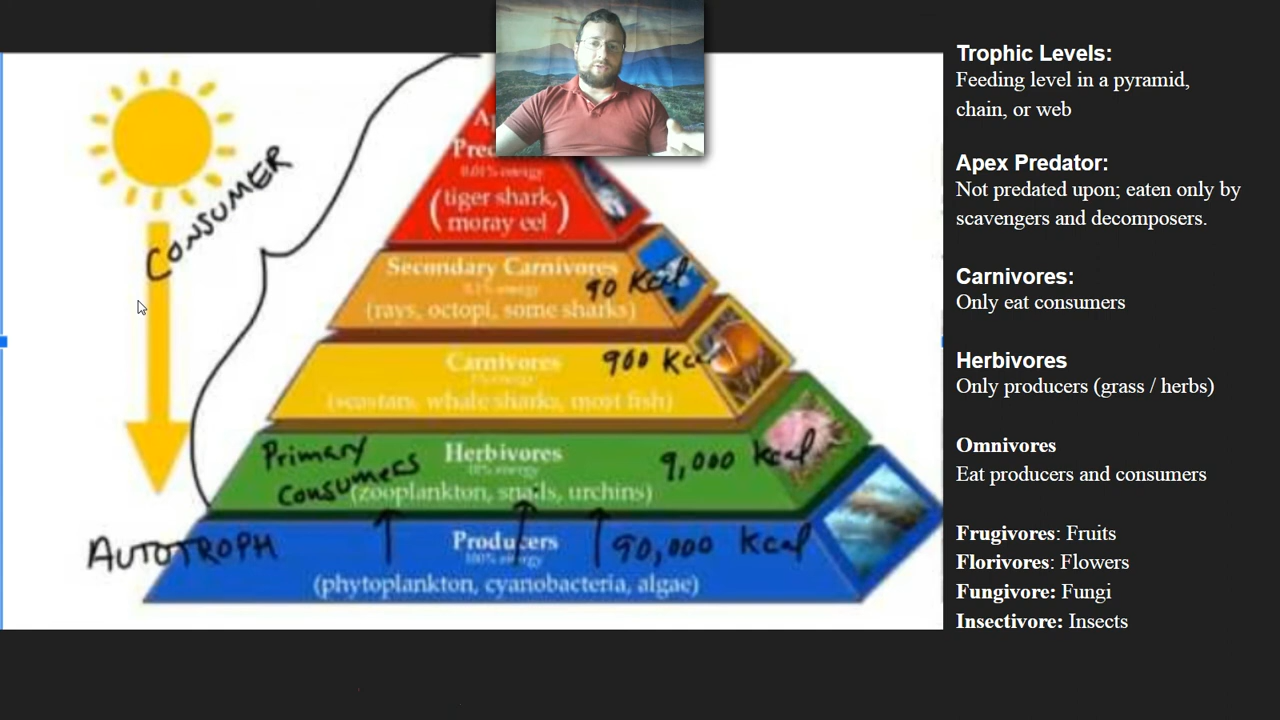 CONSUMER
Ap
Pred
0.01% energy
(tiger shark,
moray eel)
Secondary Carnivores
0.1% energy
90 Kcal
(rays, octopi, some sharks)
Carnivores
1% energy
900 Kca
(seastars, whale sharks, most fish)
Primary
Consumers
Herbivores
10% energy
9,000 Kcal
(zooplankton, snails, urchins)
AUTOTROPH
Producers
100% energy
90,000 Kcal
(phytoplankton, cyanobacteria, algae)
Trophic Levels:
Feeding level in a pyramid,
chain, or web
Apex Predator:
Not predated upon; eaten only by
scavengers and decomposers.
Carnivores:
Only eat consumers
Herbivores
Only producers (grass / herbs)
Omnivores
Eat producers and consumers
Frugivores: Fruits
Florivores: Flowers
Fungivore: Fungi
Insectivore: Insects